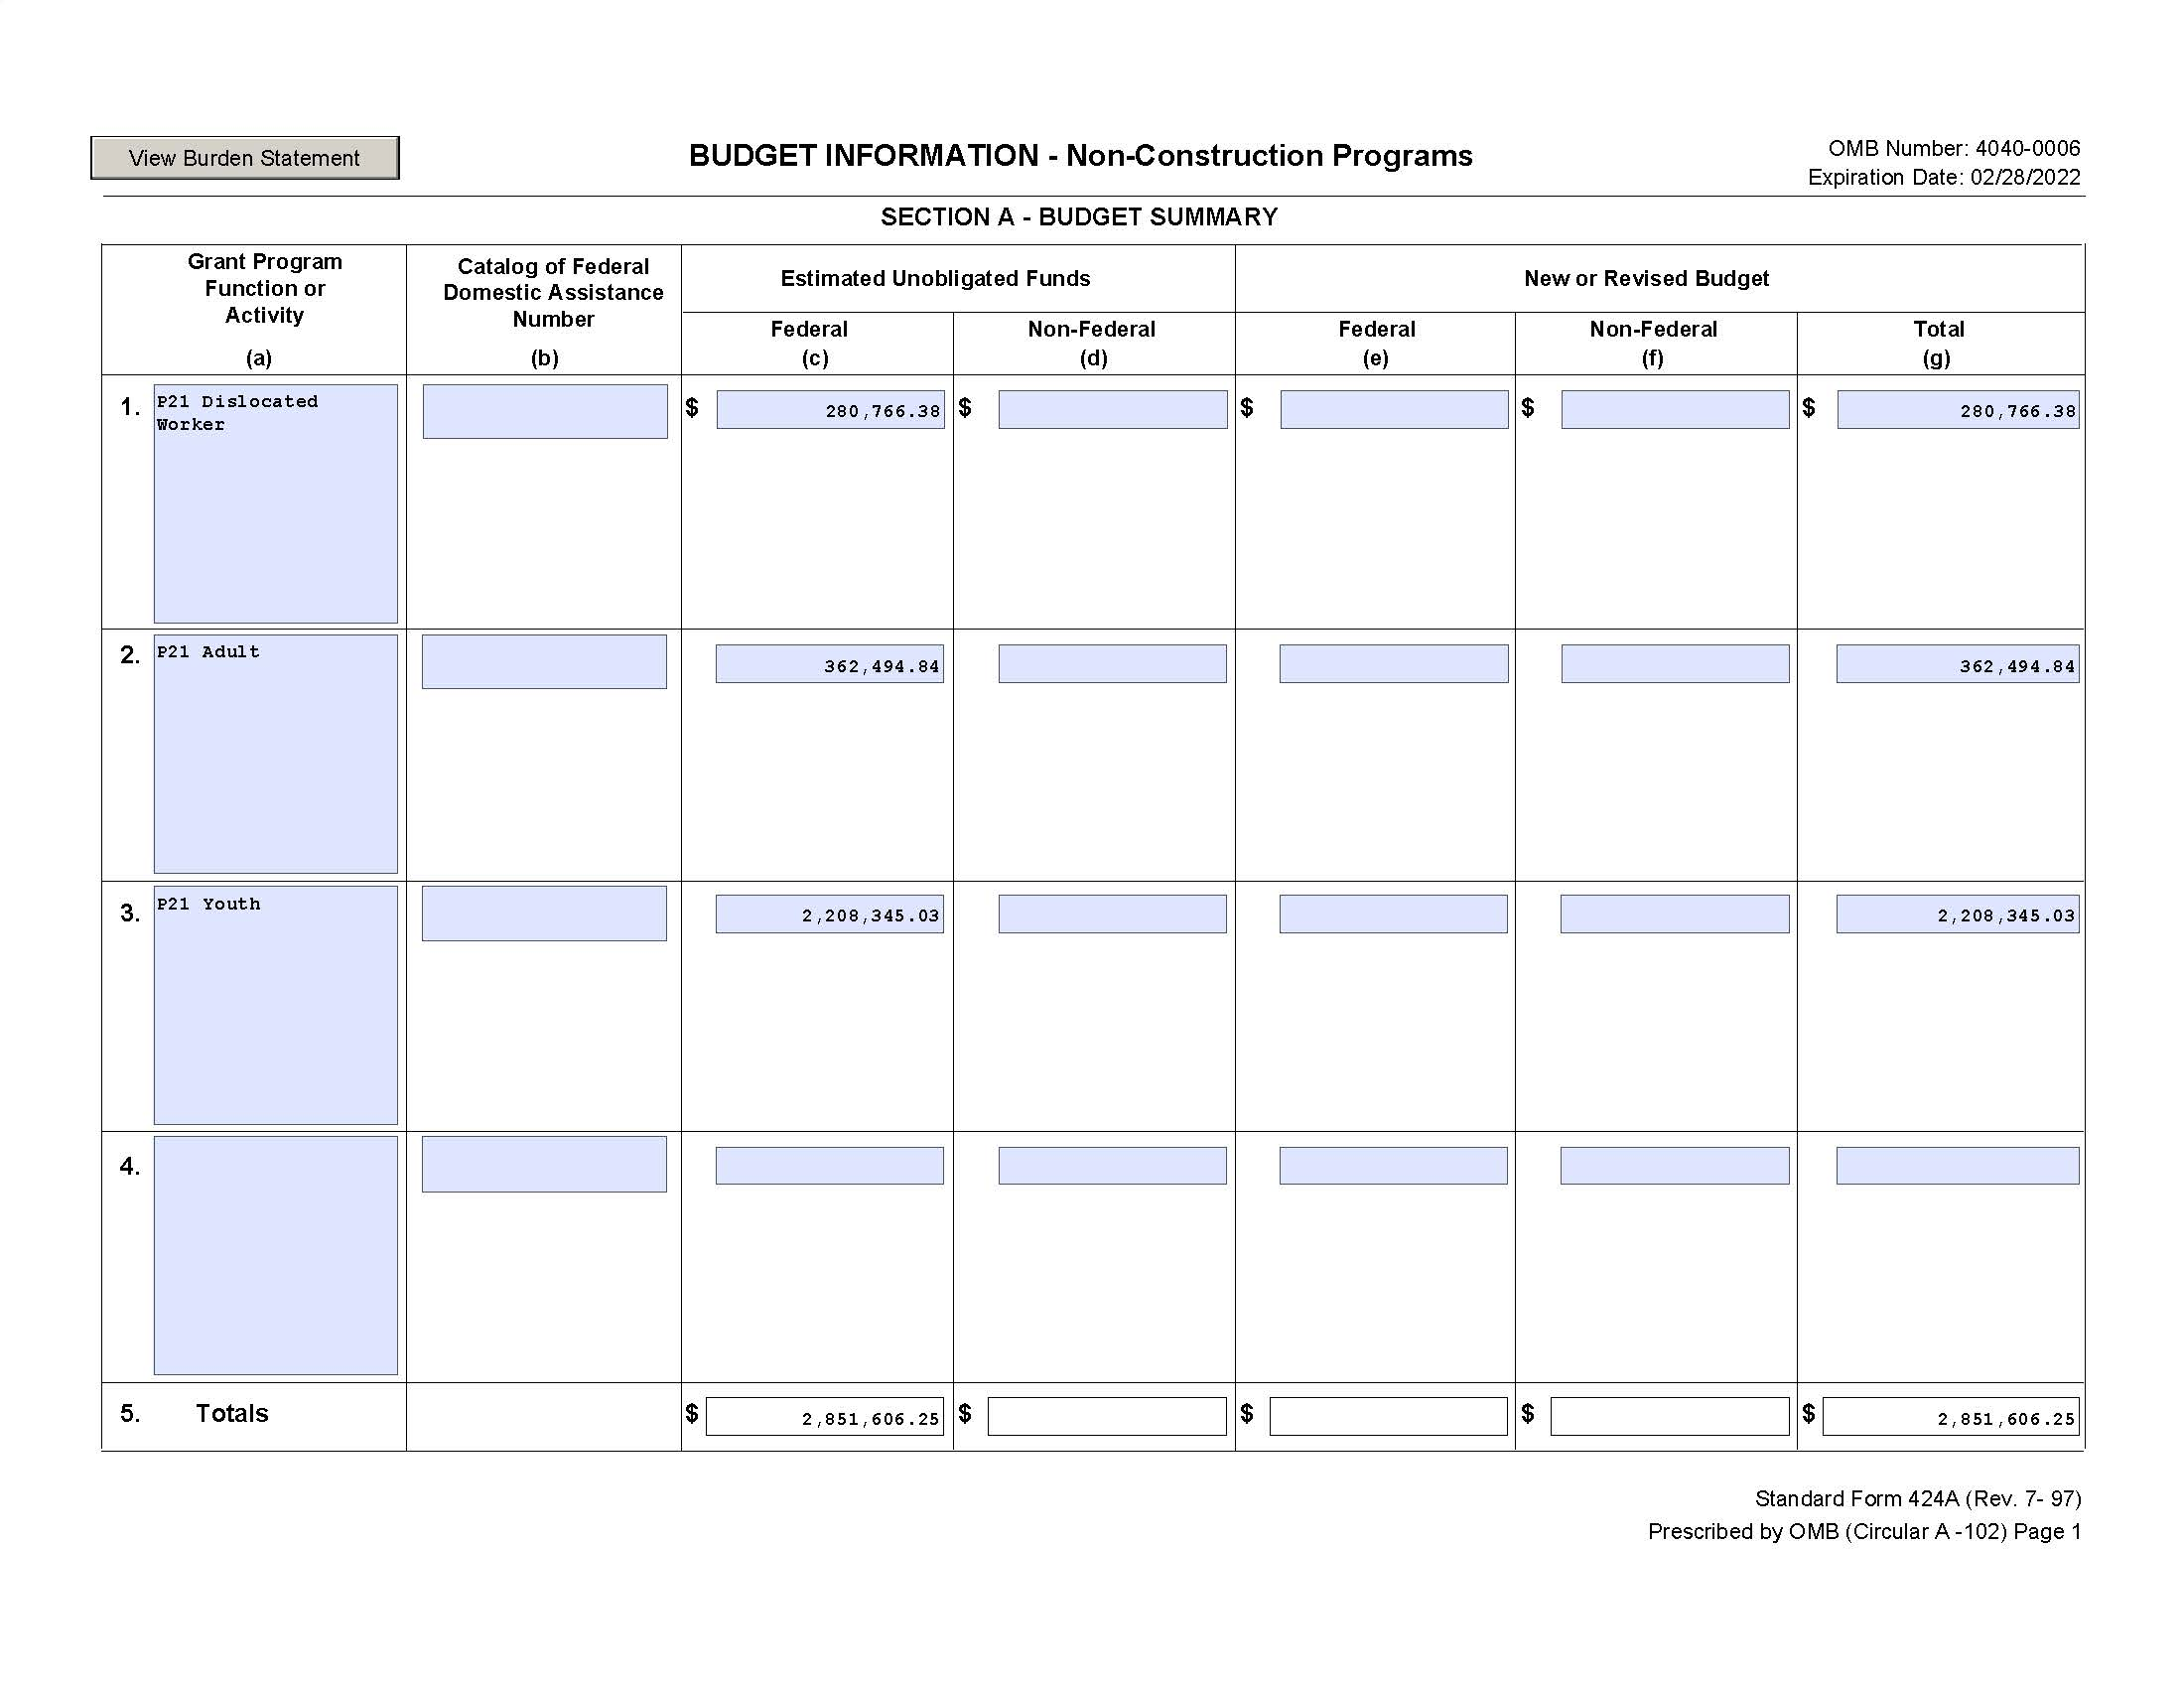 View Burden Statement
BUDGET INFORMATION - Non-Construction Programs
OMB Number: 4040-0006
Expiration Date: 02/28/2022
SECTION A - BUDGET SUMMARY
Grant Program
Function or
Activity
(a)
Catalog of Federal
Domestic Assistance
Number
(b)
Estimated Unobligated Funds
New or Revised Budget
Federal
(c)
Non-Federal
(d)
Federal
(e)
Non-Federal
(f)
Total
(g)
1. P21 Dislocated
Worker
$ 280,766.38 $ $ $ $ 280,766.38
2. P21 Adult
362,494.84 362,494.84
3. P21 Youth
2,208,345.03 2,208,345.03
4.
5. Totals $ 2,851,606.25 $ $ $ $ 2,851,606.25
Standard Form 424A (Rev. 7- 97)
Prescribed by OMB (Circular A -102) Page 1